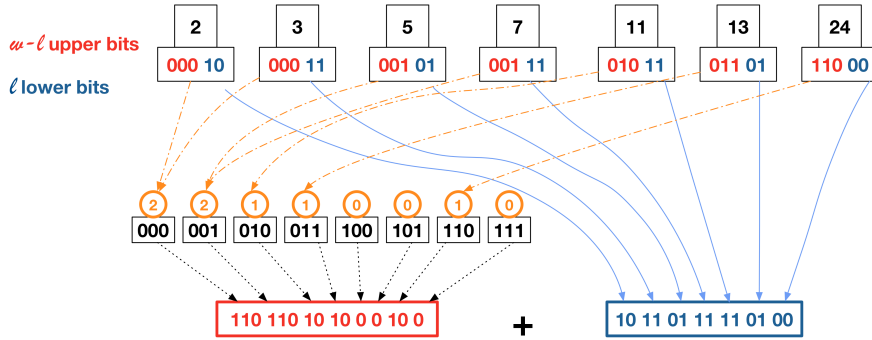 2 3 5 7 11 13 24
𝓌-ℓ upper bits
000 10 000 11 001 01 001 11 010 11 011 01 110 00
ℓ lower bits
2 2 1 1 0 0 1 0
000 001 010 011 100 101 110 111
110 110 10 10 0 0 10 0 + 10 11 01 11 11 01 00